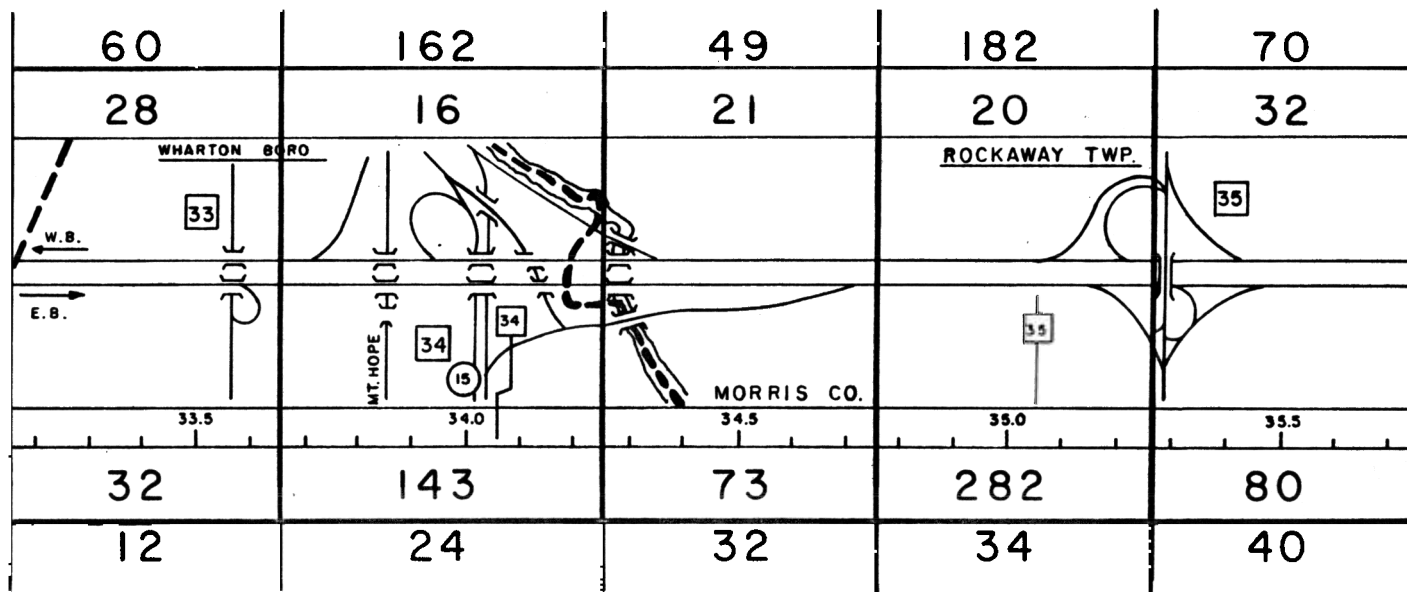 60 162 49 182 70
28 16 21 20 32
WHARTON BORO ROCKAWAY TWP.
33 35
W.B.
E.B.
34 34 35
MT. HOPE
15
MORRIS CO.
33.5 34.0 34.5 35.0 35.5
32 143 73 282 80
12 24 32 34 40